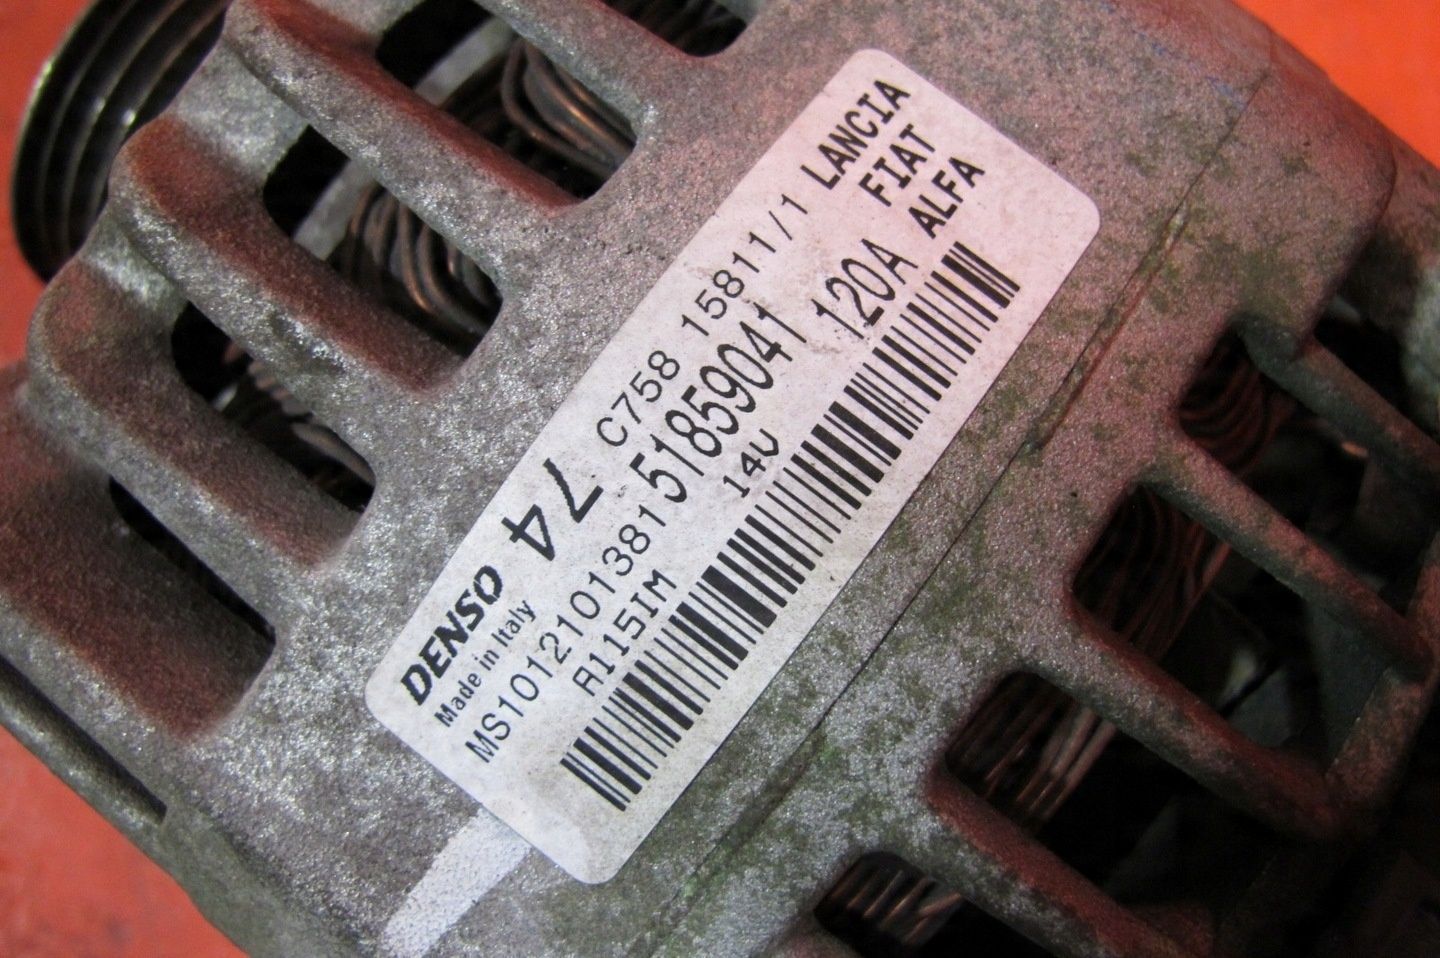 DENSO 74 C758 15811/1 LANCIA
Made in Italy FIAT
MS1012101381 51859041 120A ALFA
A115IM 14V